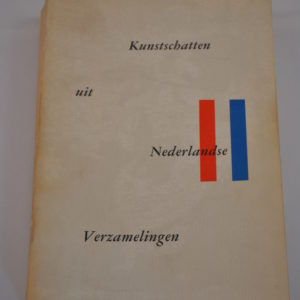 Kunstschatten
uit
Nederlandse
Verzamelingen